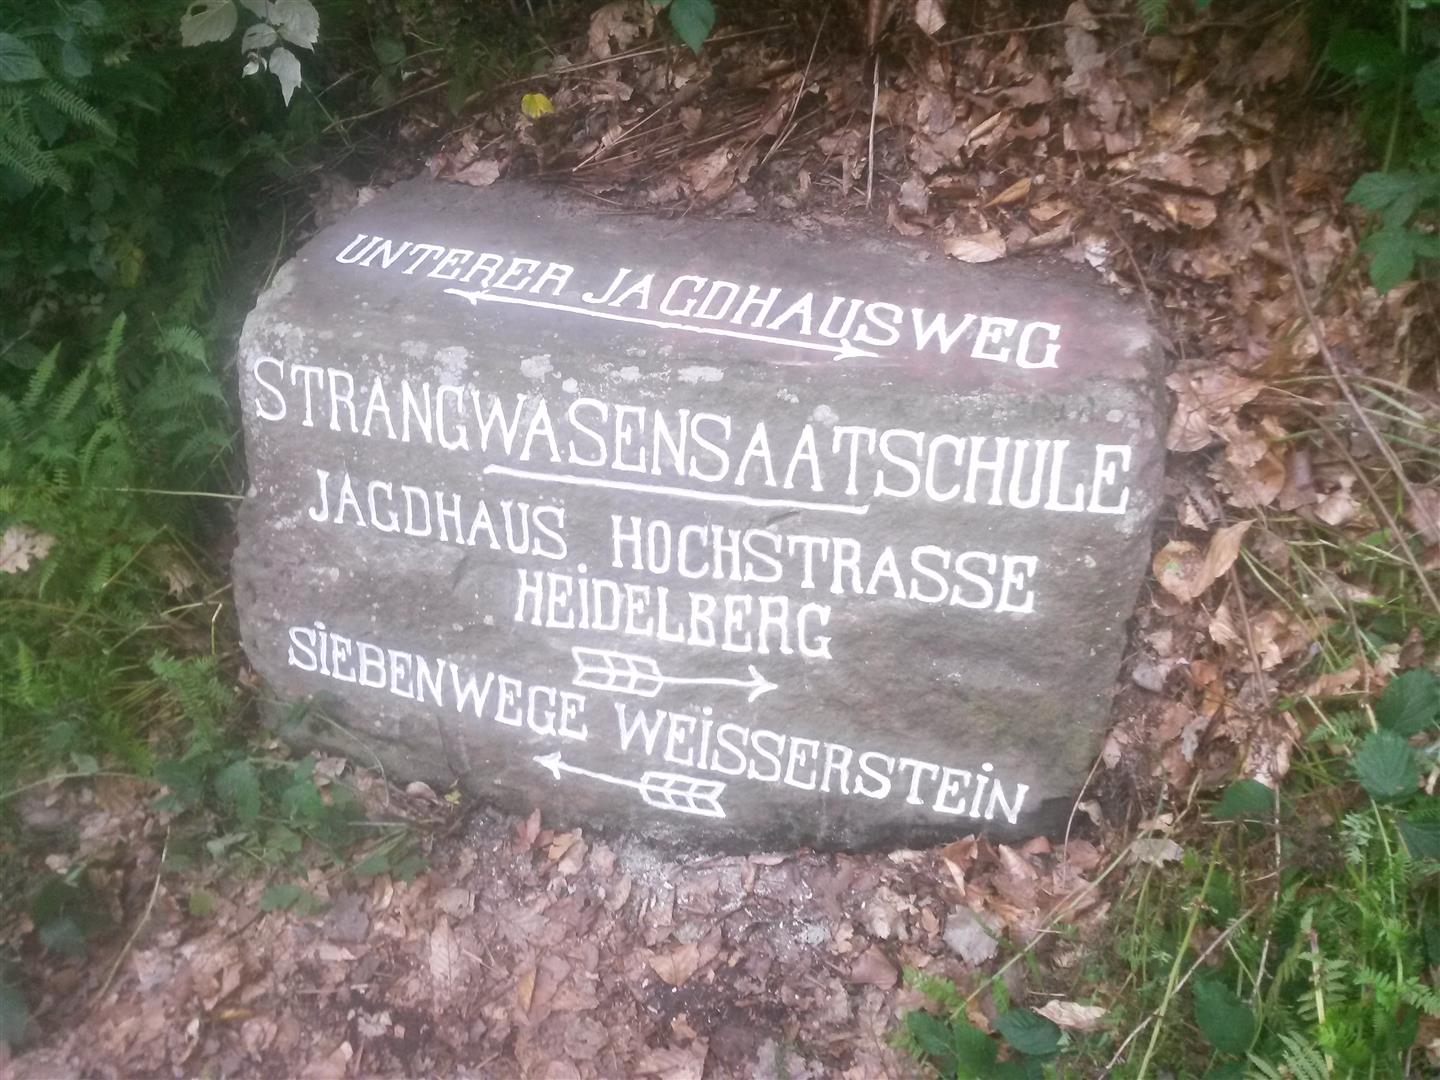 UNTERER JAGDHAUSWEG
STRANGWASENSAATSCHULE
JAGDHAUS HOCHSTRASSE
HEiDELBERG
SiEBENWEGE WEiSSERSTEiN